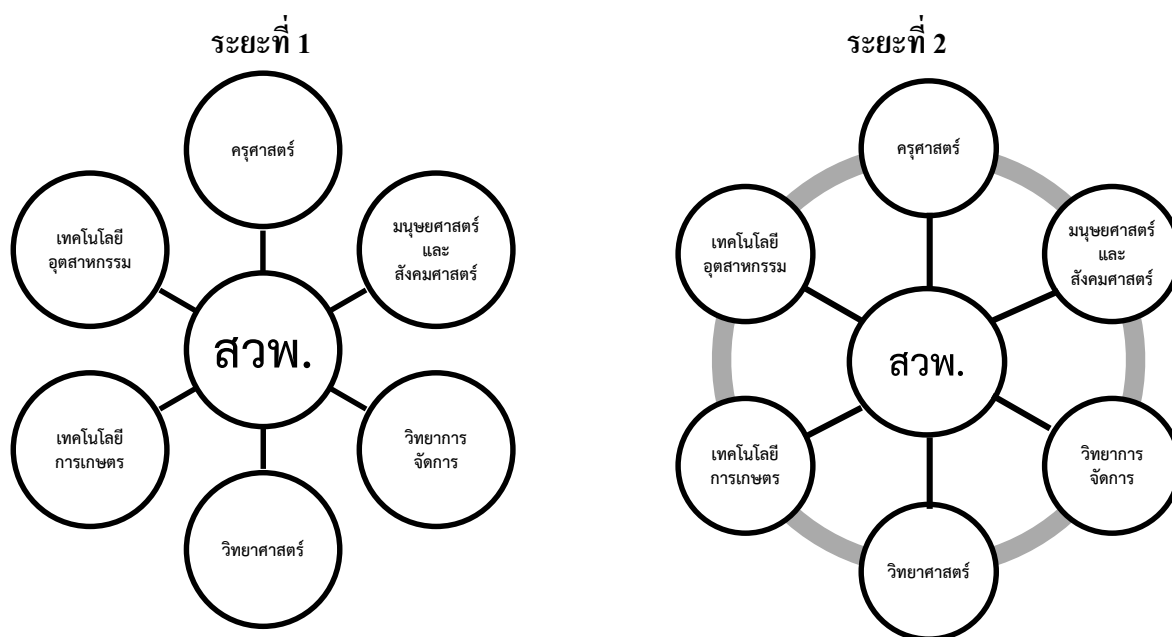 ระยะที่ 1
ครุศาสตร์
มนุษยศาสตร์
และ
สังคมศาสตร์
วิทยาการ
จัดการ
วิทยาศาสตร์
เทคโนโลยี
การเกษตร
เทคโนโลยี
อุตสาหกรรม
สวพ.
ระยะที่ 2
ครุศาสตร์
มนุษยศาสตร์
และ
สังคมศาสตร์
วิทยาการ
จัดการ
วิทยาศาสตร์
เทคโนโลยี
การเกษตร
เทคโนโลยี
อุตสาหกรรม
สวพ.